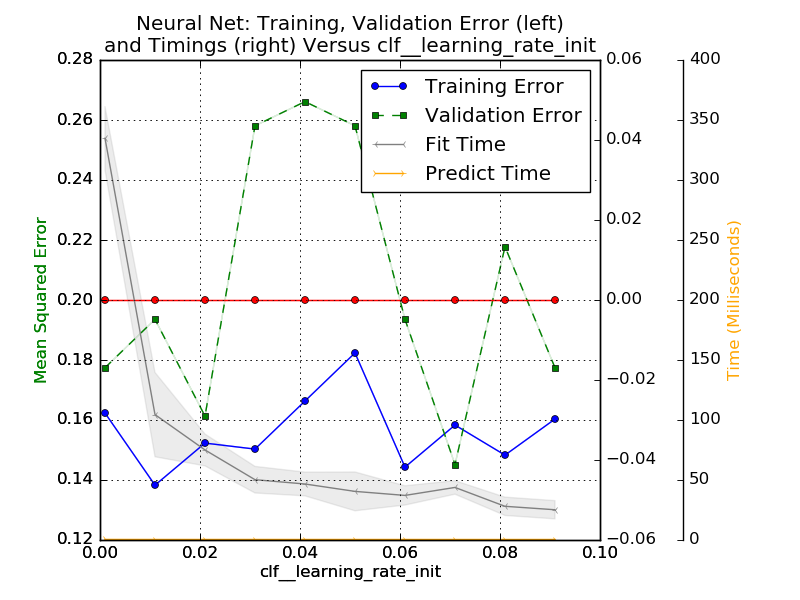 Neural Net: Training, Validation Error (left)
and Timings (right) Versus clf__learning_rate_init
Training Error
Validation Error
Fit Time
Predict Time
Mean Squared Error
0.28
0.26
0.24
0.22
0.20
0.18
0.16
0.14
0.12
0.06
0.04
0.02
0.00
−0.02
−0.04
−0.06
400
350
300
250
200
150
100
50
0
Time (Milliseconds)
0.00 0.02 0.04 0.06 0.08 0.10
clf__learning_rate_init